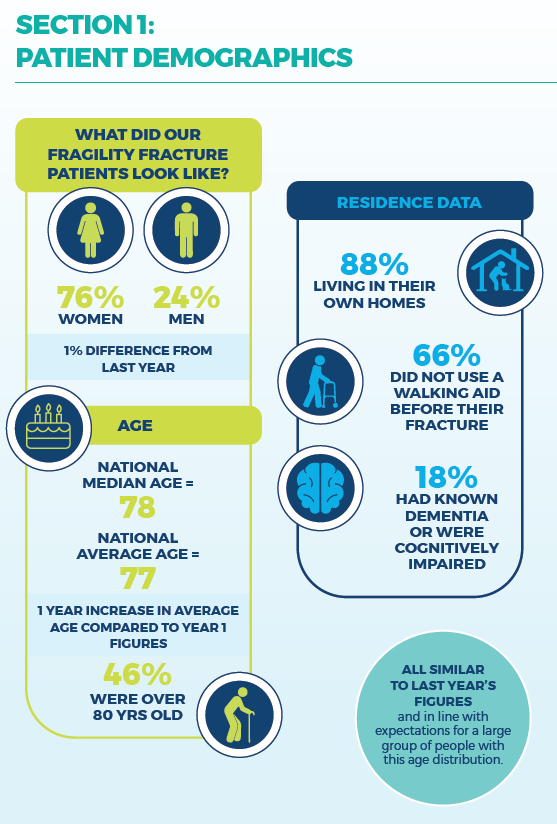 SECTION 1:
PATIENT DEMOGRAPHICS
WHAT DID OUR
FRAGILITY FRACTURE
PATIENTS LOOK LIKE?
76%
WOMEN
24%
MEN
1% DIFFERENCE FROM
LAST YEAR
AGE
NATIONAL
MEDIAN AGE =
78
NATIONAL
AVERAGE AGE =
77
1 YEAR INCREASE IN AVERAGE
AGE COMPARED TO YEAR 1
FIGURES
46%
WERE OVER
80 YRS OLD
RESIDENCE DATA
88%
LIVING IN THEIR
OWN HOMES
66%
DID NOT USE A
WALKING AID
BEFORE THEIR
FRACTURE
18%
HAD KNOWN
DEMENTIA
OR WERE
COGNITIVELY
IMPAIRED
ALL SIMILAR
TO LAST YEAR'S
FIGURES
and in line with
expectations for a large
group of people with
this age distribution.